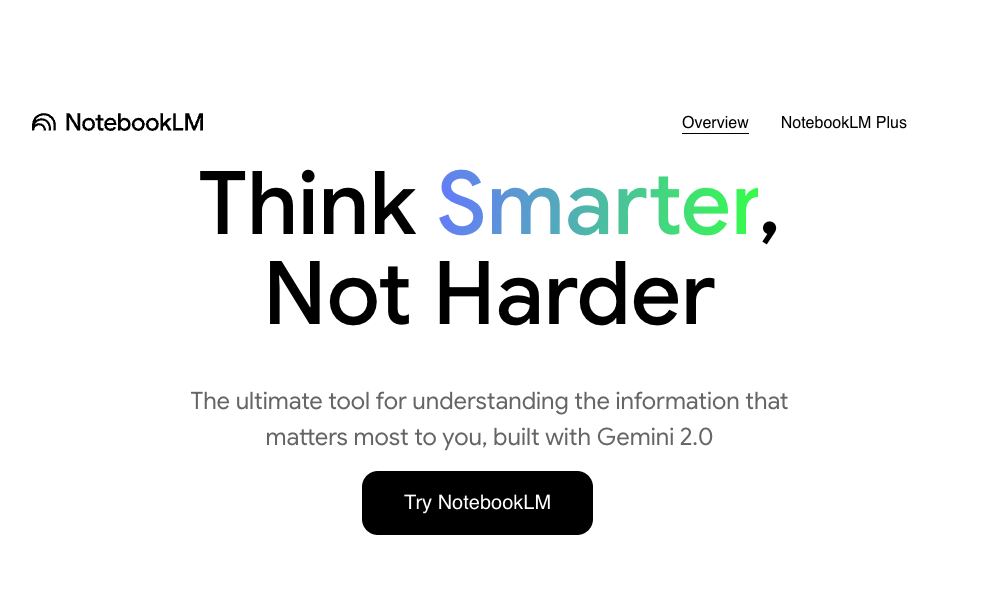 NotebookLM
Overview
NotebookLM Plus
Think Smarter,
Not Harder
The ultimate tool for understanding the information that
matters most to you, built with Gemini 2.0
Try NotebookLM